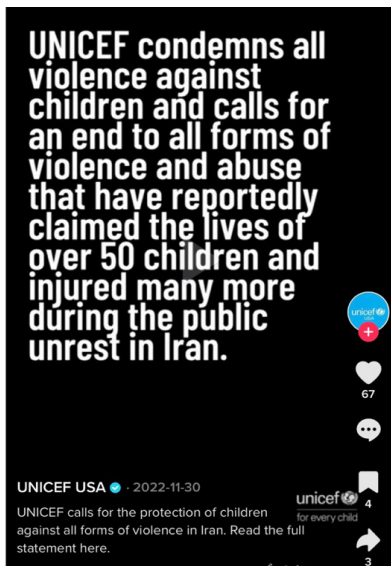 UNICEF condemns all
violence against
children and calls for
an end to all forms of
violence and abuse
that have reportedly
claimed the lives of
over 50 children and
injured many more
during the public
unrest in Iran.
unicef
USA
67
UNICEF USA · 2022-11-30
UNICEF calls for the protection of children
against all forms of violence in Iran. Read the full
statement here.
unicef
for every child
4
3